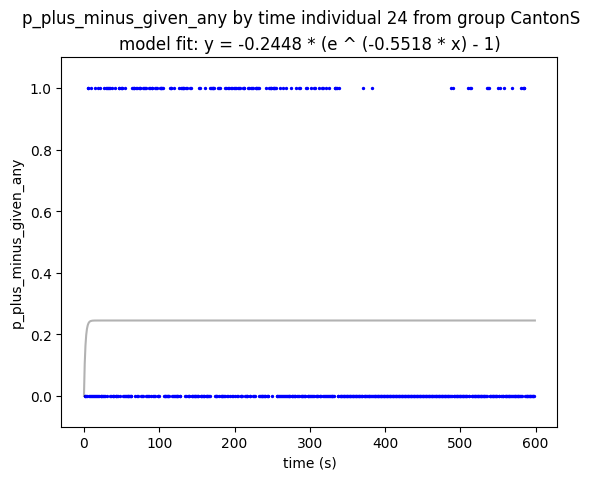 p_plus_minus_given_any by time individual 24 from group CantonS
model fit: y = -0.2448 * (e ^ (-0.5518 * x) - 1)
p_plus_minus_given_any
1.0
0.8
0.6
0.4
0.2
0.0
0 100 200 300 400 500 600
time (s)